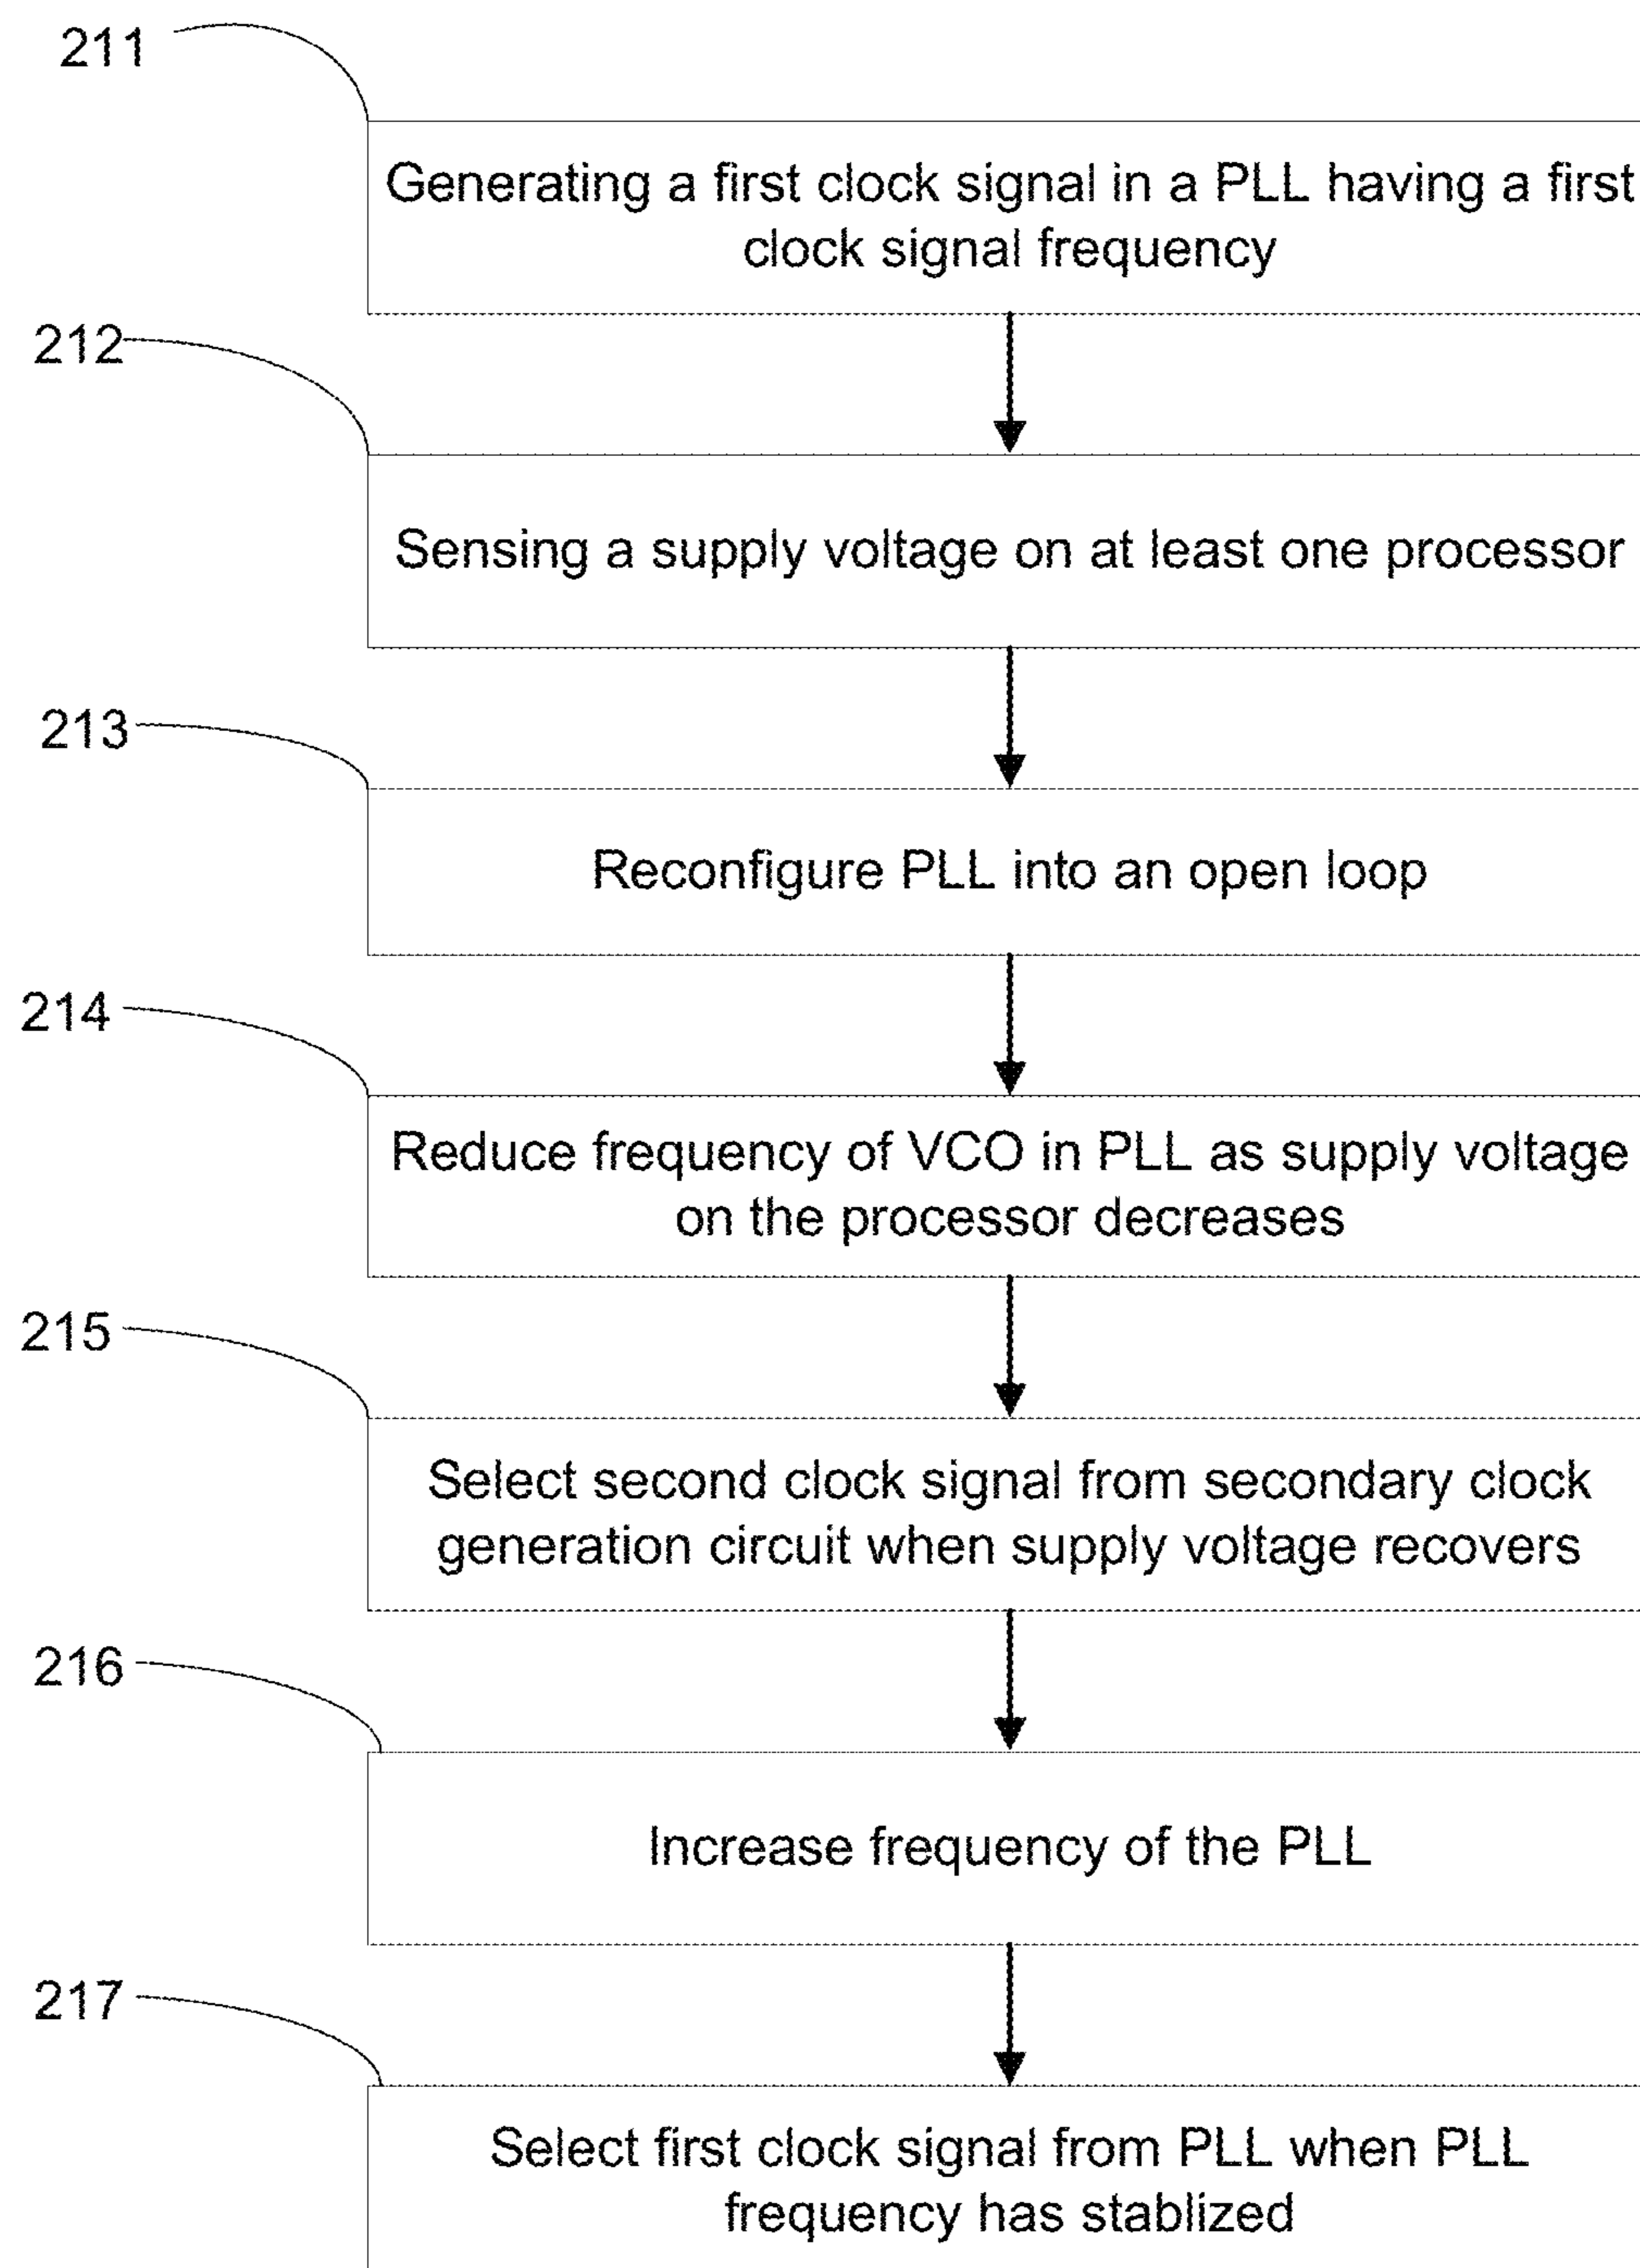 211
Generating a first clock signal in a PLL having a first
clock signal frequency
212
Sensing a supply voltage on at least one processor
213
Reconfigure PLL into an open loop
214
Reduce frequency of VCO in PLL as supply voltage
on the processor decreases
215
Select second clock signal from secondary clock
generation circuit when supply voltage recovers
216
Increase frequency of the PLL
217
Select first clock signal from PLL when PLL
frequency has stablized